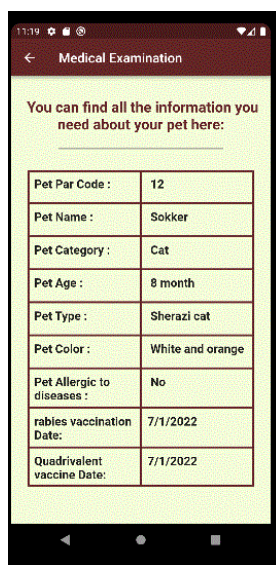 11:19
Medical Examination
You can find all the information you
need about your pet here:
Pet Par Code : 12
Pet Name : Sokker
Pet Category : Cat
Pet Age : 8 month
Pet Type : Sherazi cat
Pet Color : White and orange
Pet Allergic to No
diseases :
rabies vaccination 7/1/2022
Date:
Quadrivalent 7/1/2022
vaccine Date: